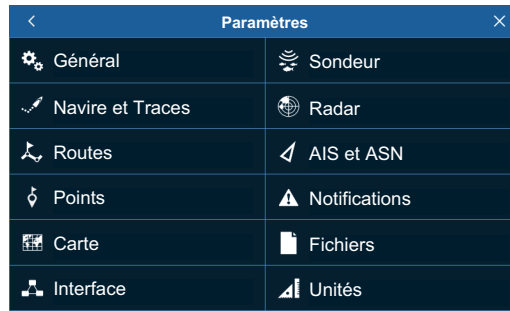 Paramètres
Général
Sondeur
Navire et Traces
Radar
Routes
AIS et ASN
Points
Notifications
Carte
Fichiers
Interface
Unités